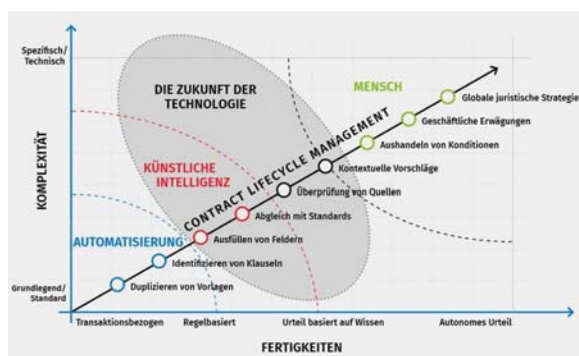 Spezifisch/
Technisch
DIE ZUKUNFT DER
TECHNOLOGIE
MENSCH
Globale juristische Strategie
Geschäftliche Erwägungen
Aushandeln von Konditionen
KÜNSTLICHE
INTELLIGENZ
CONTRACT LIFECYCLE MANAGEMENT
Kontextuelle Vorschläge
Überprüfung von Quellen
Abgleich mit Standards
AUTOMATISIERUNG
Ausfüllen von Feldern
Identifizieren von Klauseln
Duplizieren von Vorlagen
KOMPLEXITÄT
Grundlegend/
Standard
Transaktionsbezogen
Regelbasiert
Urteil basiert auf Wissen
Autonomes Urteil
FERTIGKEITEN